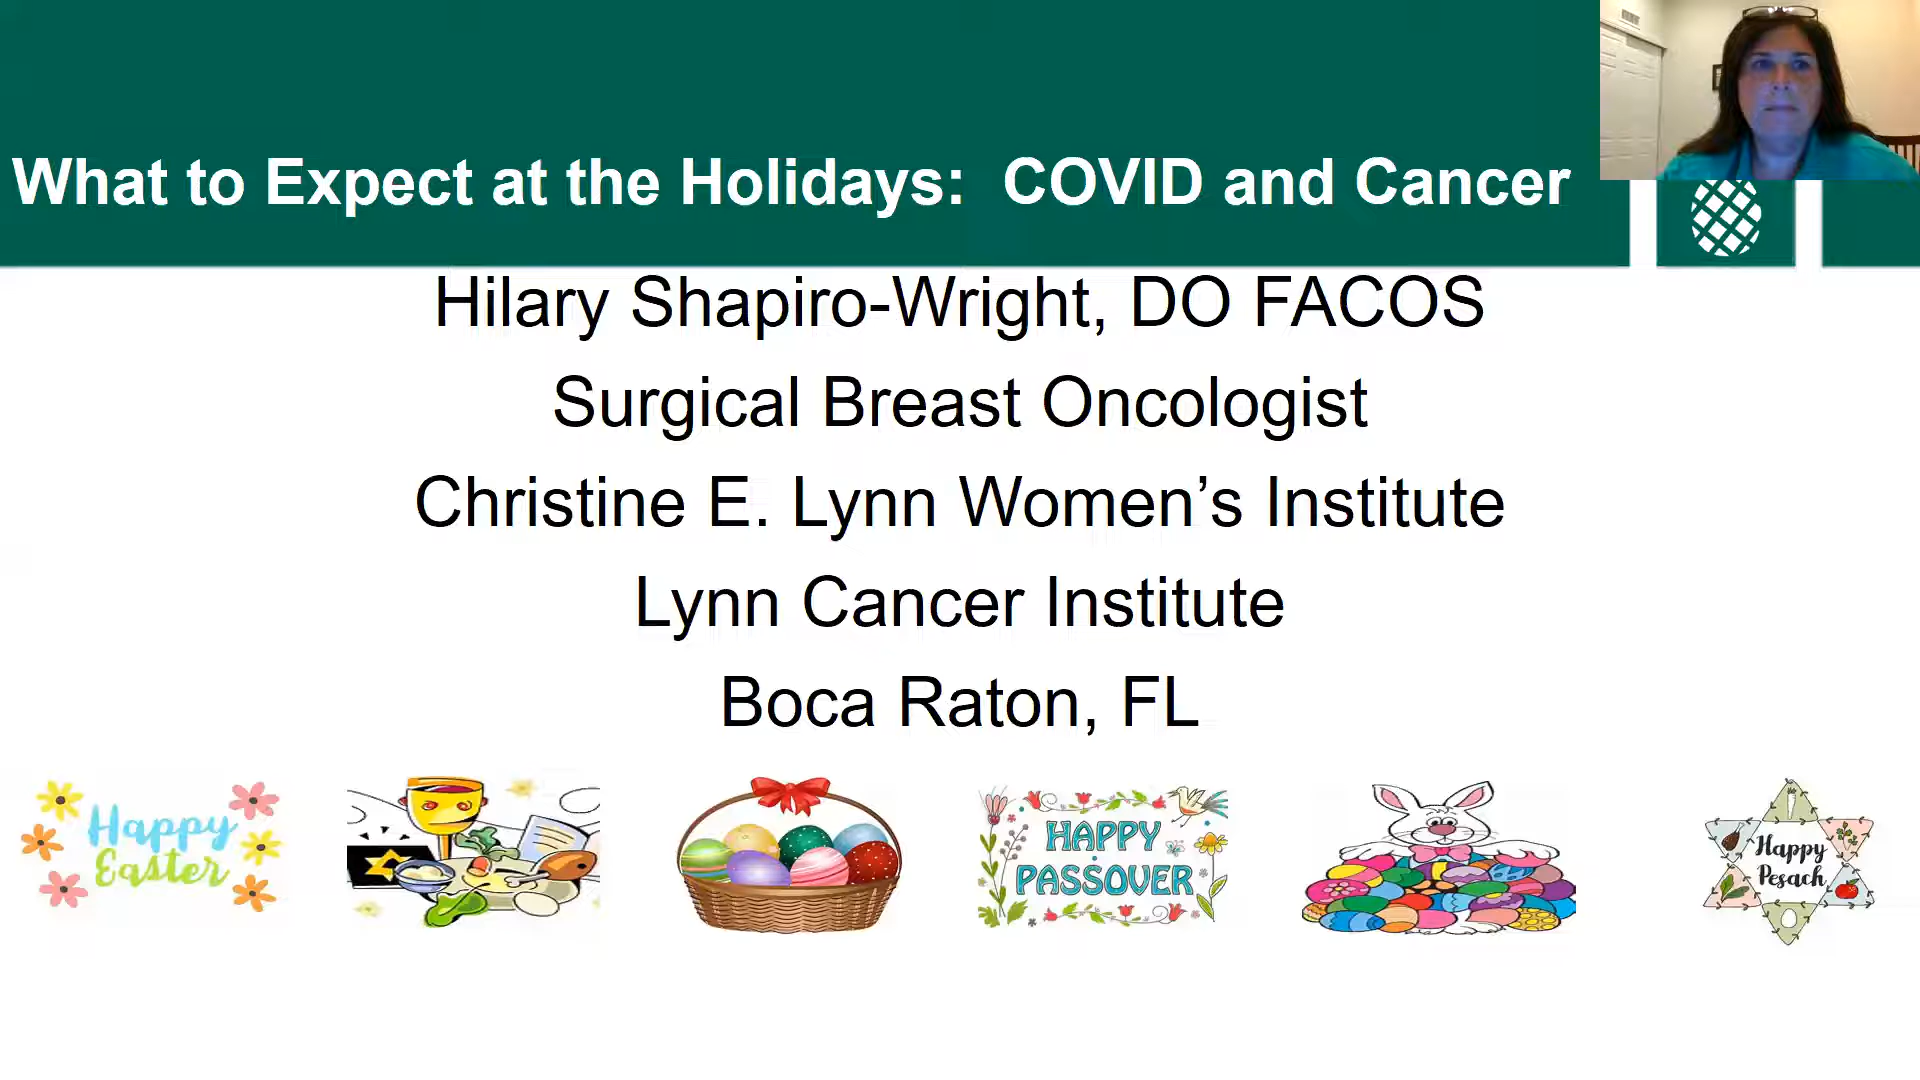 What to Expect at the Holidays: COVID and Cancer
Hilary Shapiro-Wright, DO FACOS
Surgical Breast Oncologist
Christine E. Lynn Women’s Institute
Lynn Cancer Institute
Boca Raton, FL
Happy
Easter
HAPPY
PASSOVER
Happy
Pesach